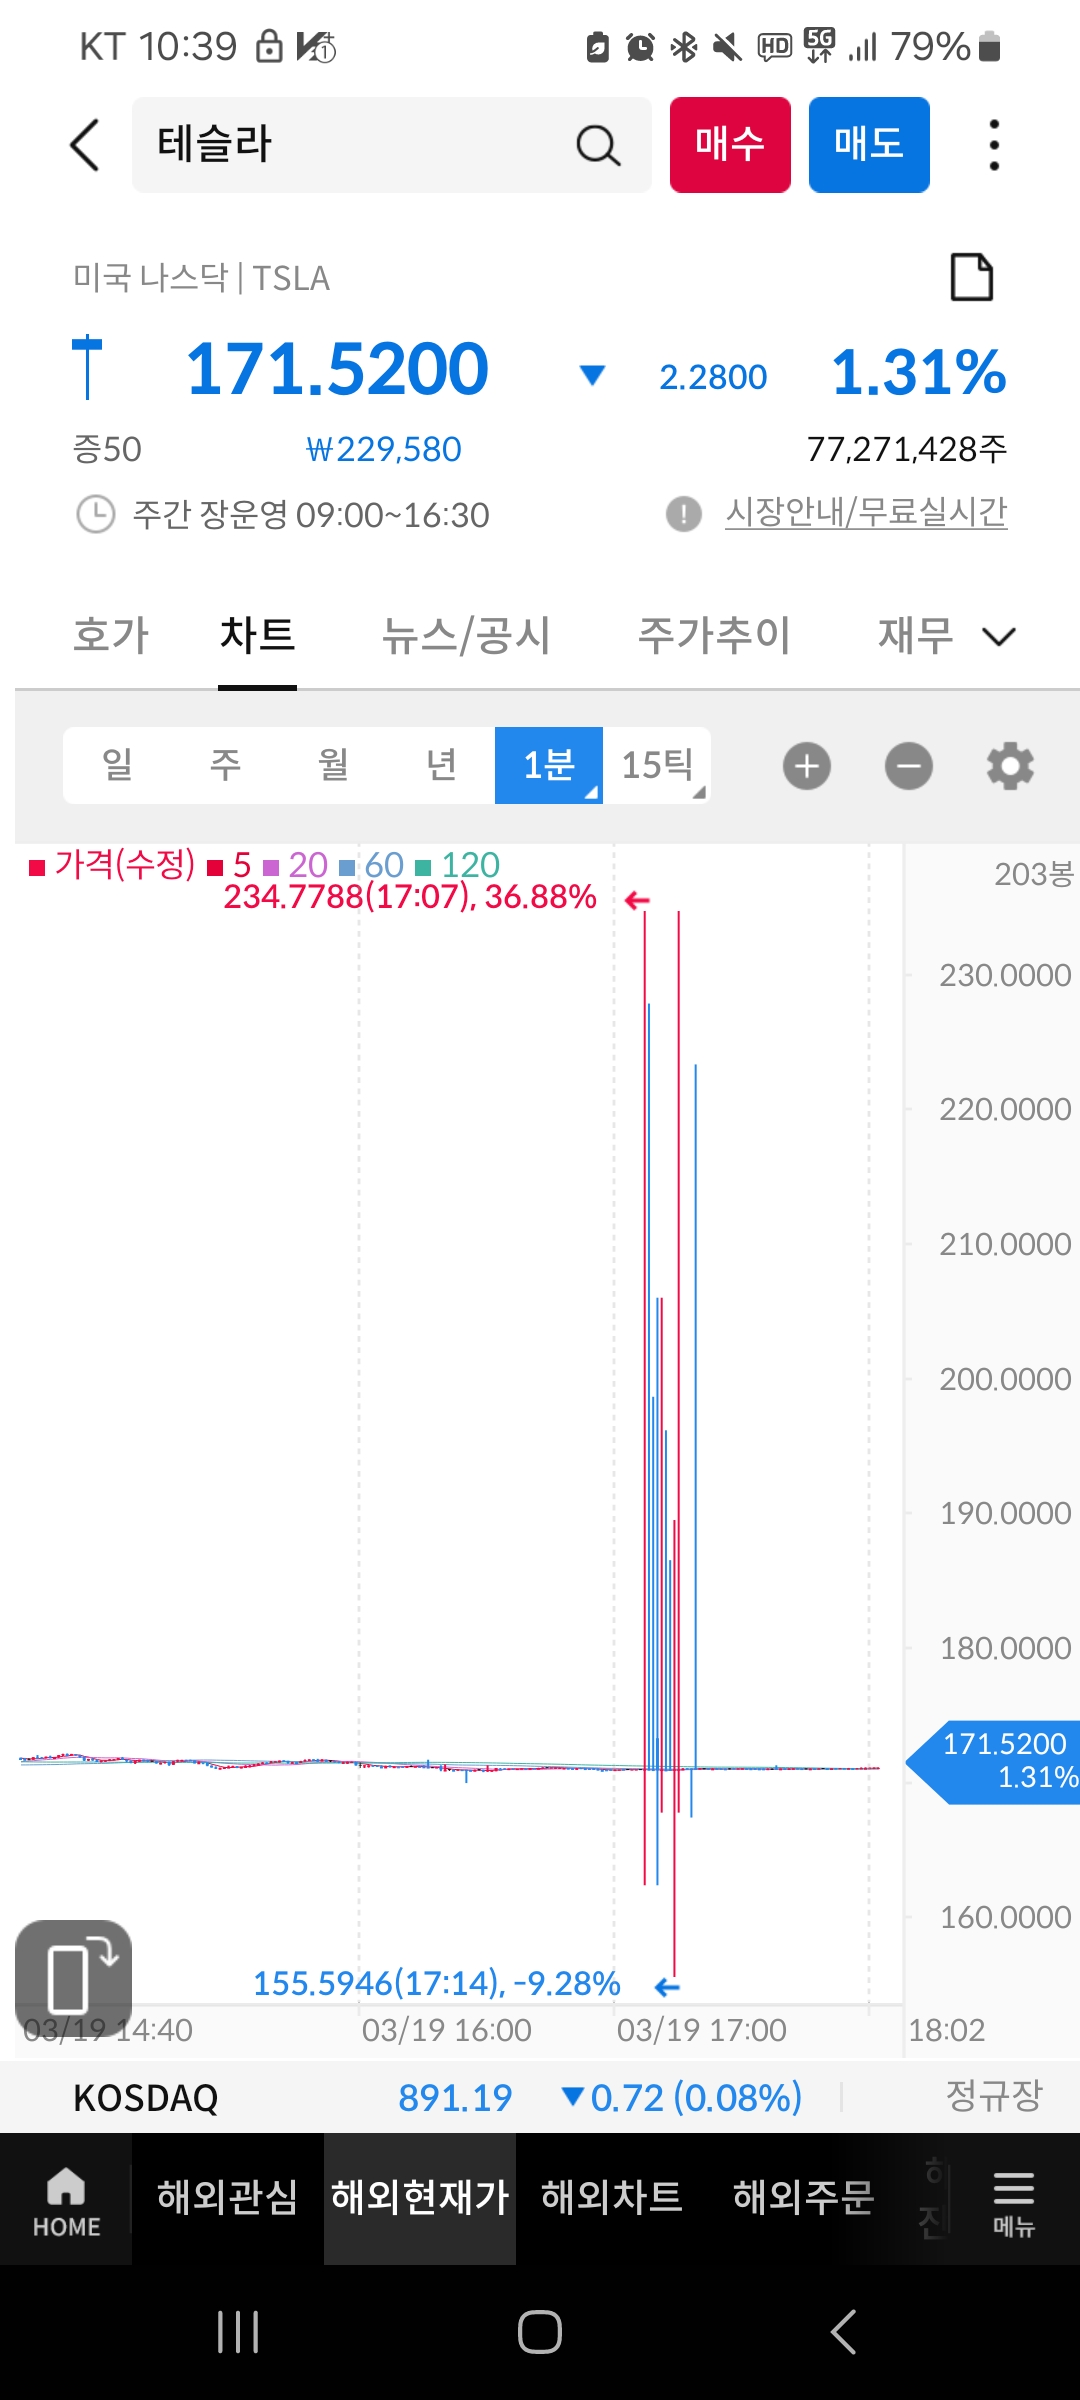 KT 10:39 79%
테슬라 매수 매도
미국 나스닥 | TSLA
171.5200 ▼ 2.2800 1.31%
증50 ₩229,580 77,271,428주
주간 장운영 09:00~16:30 시장안내/무료실시간
호가 차트 뉴스/공시 주가추이 재무
일 주 월 년 1분 15틱
가격(수정) 5 20 60 120 203봉
234.7788(17:07), 36.88%
230.0000
220.0000
210.0000
200.0000
190.0000
180.0000
171.5200
1.31%
160.0000
155.5946(17:14), -9.28%
03/19 14:40 03/19 16:00 03/19 17:00 18:02
KOSDAQ 891.19 ▼0.72 (0.08%) 정규장
HOME 해외관심 해외현재가 해외차트 해외주문 메뉴